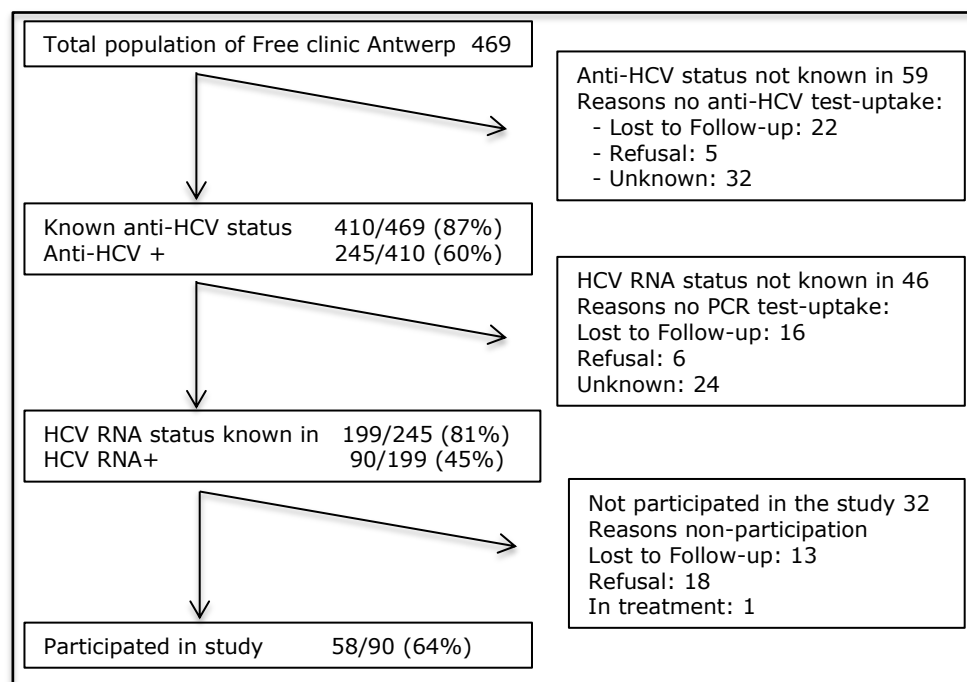 Total population of Free clinic Antwerp 469
Anti-HCV status not known in 59
Reasons no anti-HCV test-uptake:
- Lost to Follow-up: 22
- Refusal: 5
- Unknown: 32
Known anti-HCV status 410/469 (87%)
Anti-HCV + 245/410 (60%)
HCV RNA status not known in 46
Reasons no PCR test-uptake:
Lost to Follow-up: 16
Refusal: 6
Unknown: 24
HCV RNA status known in 199/245 (81%)
HCV RNA+ 90/199 (45%)
Not participated in the study 32
Reasons non-participation
Lost to Follow-up: 13
Refusal: 18
In treatment: 1
Participated in study 58/90 (64%)